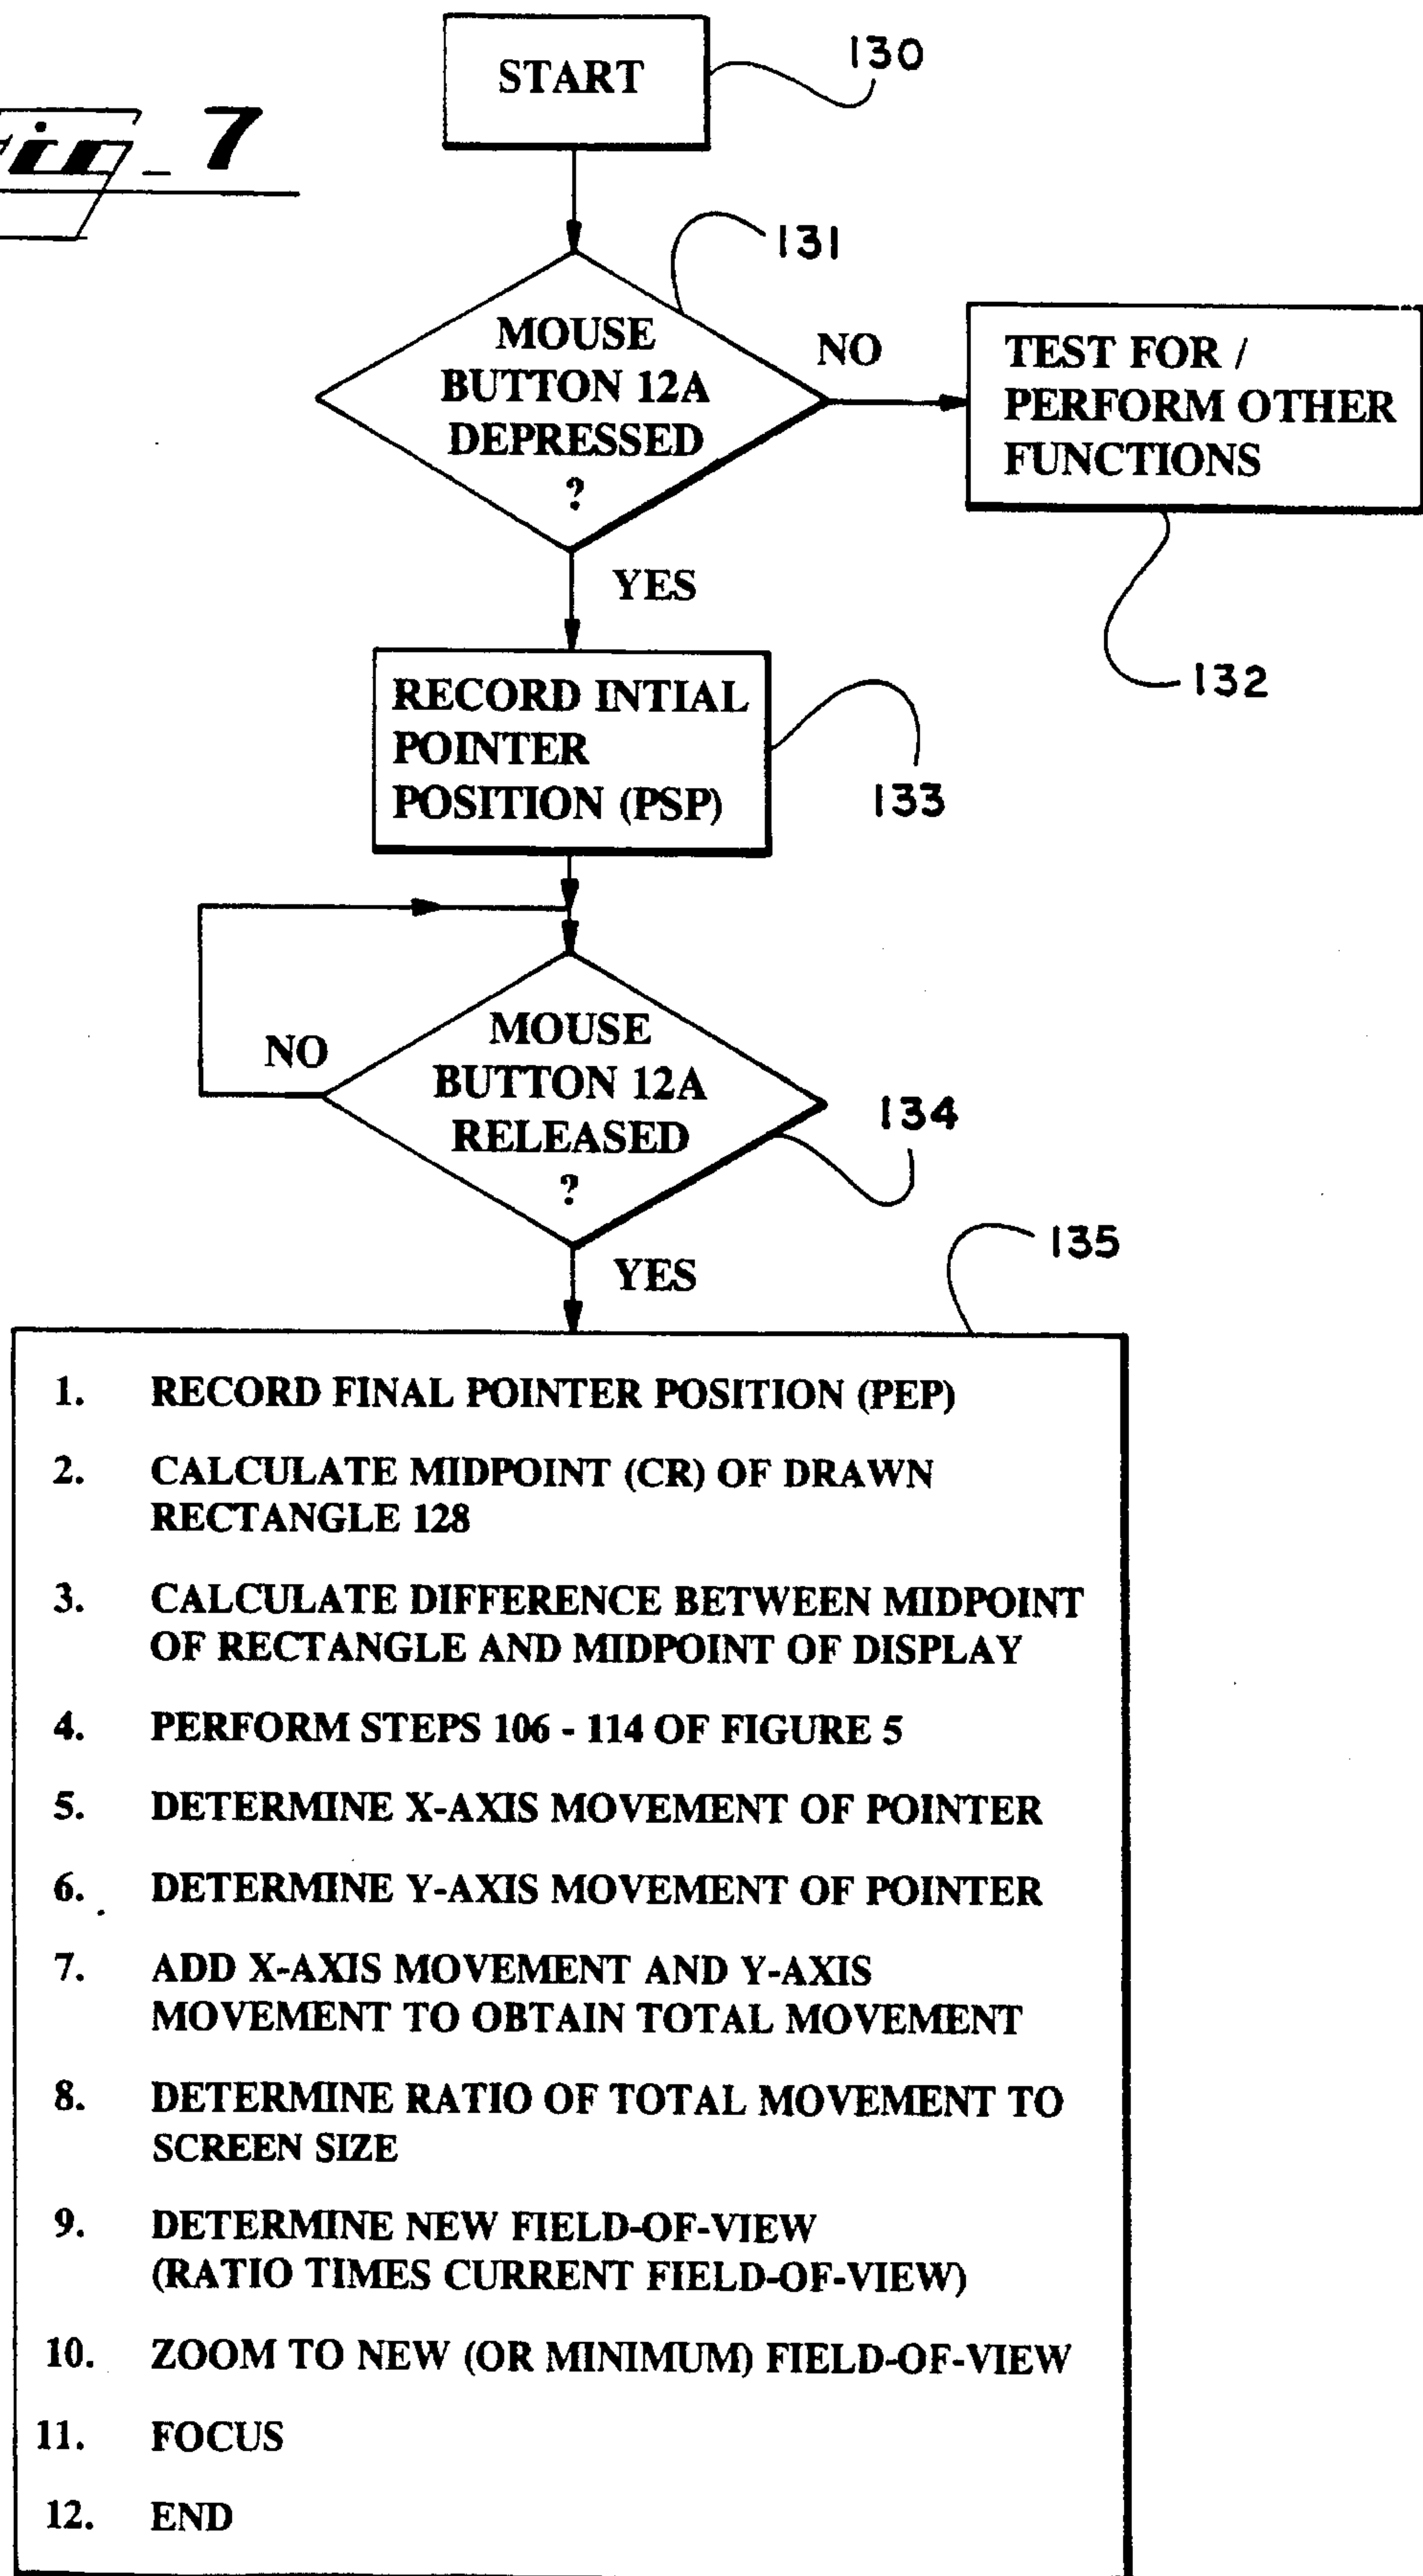 Fig_7
START
130
131
MOUSE
BUTTON 12A
DEPRESSED
?
NO
TEST FOR /
PERFORM OTHER
FUNCTIONS
132
YES
RECORD INTIAL
POINTER
POSITION (PSP)
133
NO
MOUSE
BUTTON 12A
RELEASED
?
134
YES
135
1. RECORD FINAL POINTER POSITION (PEP)
2. CALCULATE MIDPOINT (CR) OF DRAWN
RECTANGLE 128
3. CALCULATE DIFFERENCE BETWEEN MIDPOINT
OF RECTANGLE AND MIDPOINT OF DISPLAY
4. PERFORM STEPS 106 - 114 OF FIGURE 5
5. DETERMINE X-AXIS MOVEMENT OF POINTER
6. DETERMINE Y-AXIS MOVEMENT OF POINTER
7. ADD X-AXIS MOVEMENT AND Y-AXIS
MOVEMENT TO OBTAIN TOTAL MOVEMENT
8. DETERMINE RATIO OF TOTAL MOVEMENT TO
SCREEN SIZE
9. DETERMINE NEW FIELD-OF-VIEW
(RATIO TIMES CURRENT FIELD-OF-VIEW)
10. ZOOM TO NEW (OR MINIMUM) FIELD-OF-VIEW
11. FOCUS
12. END